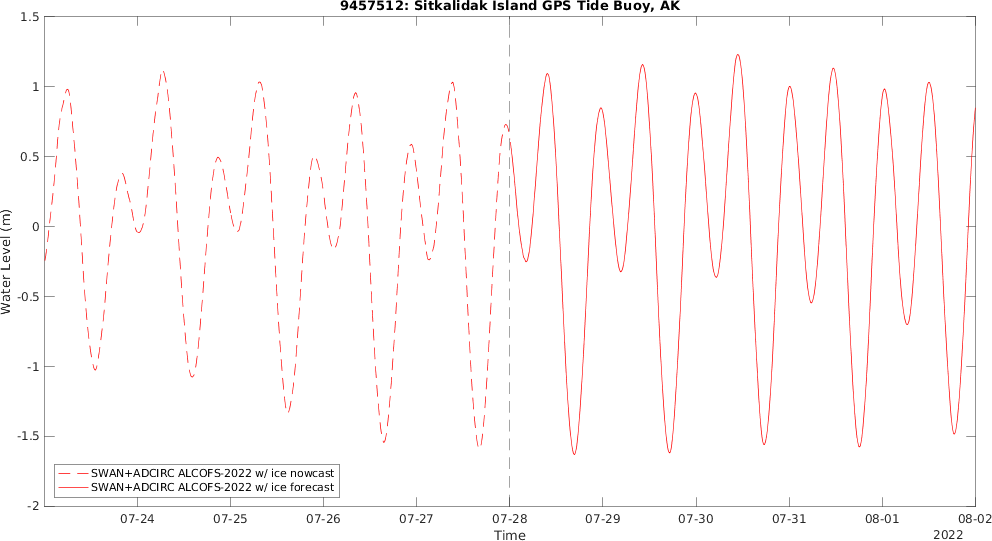 9457512: Sitkalidak Island GPS Tide Buoy, AK
1.5
1
0.5
0
-0.5
-1
-1.5
-2
Water Level (m)
SWAN+ADCIRC ALCOFS-2022 w/ ice nowcast
SWAN+ADCIRC ALCOFS-2022 w/ ice forecast
07-24 07-25 07-26 07-27 07-28 07-29 07-30 07-31 08-01 08-02
Time
2022